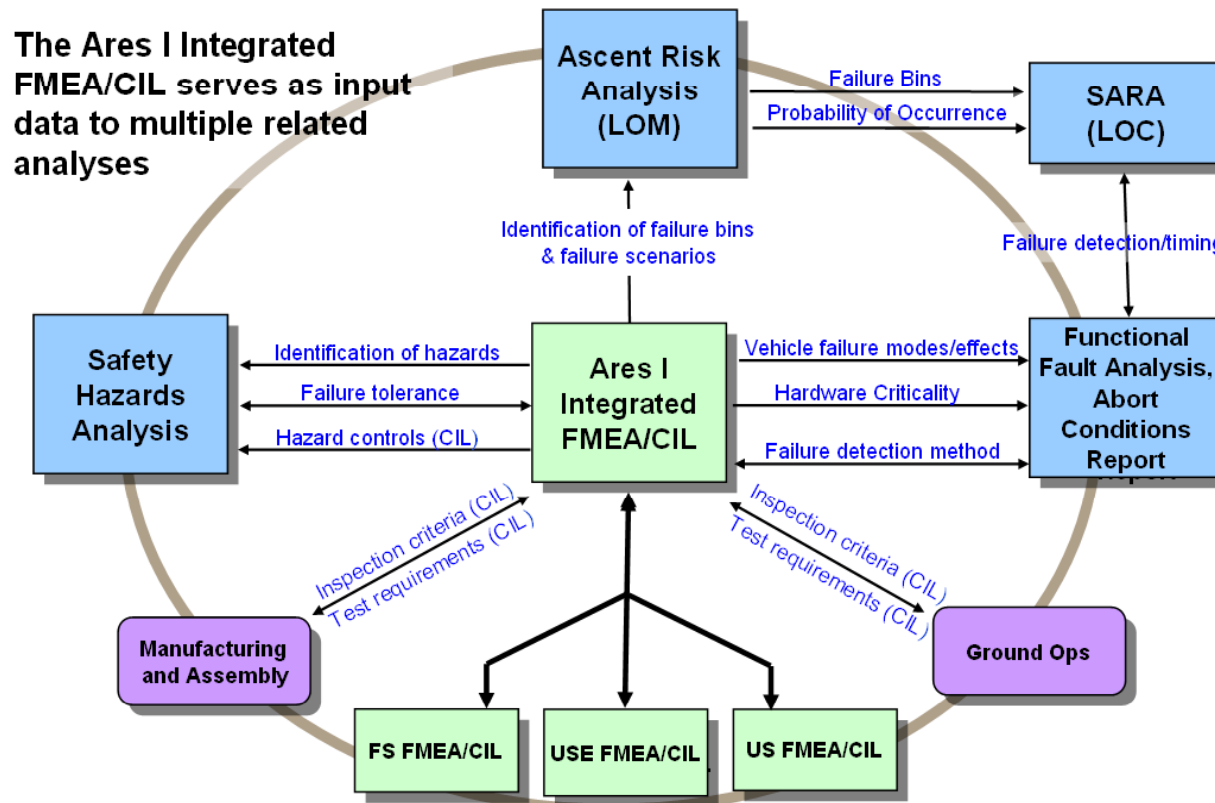 The Ares I Integrated
FMEA/CIL serves as input
data to multiple related
analyses
Ascent Risk
Analysis
(LOM)
Failure Bins
Probability of Occurrence
SARA
(LOC)
Identification of failure bins
& failure scenarios
Failure detection/timing
Safety
Hazards
Analysis
Identification of hazards
Failure tolerance
Hazard controls (CIL)
Ares I
Integrated
FMEA/CIL
Vehicle failure modes/effects
Hardware Criticality
Failure detection method
Functional
Fault Analysis,
Abort
Conditions
Report
Inspection criteria (CIL)
Test requirements (CIL)
Inspection criteria (CIL)
Test requirements (CIL)
Manufacturing
and Assembly
Ground Ops
FS FMEA/CIL
USE FMEA/CIL
US FMEA/CIL